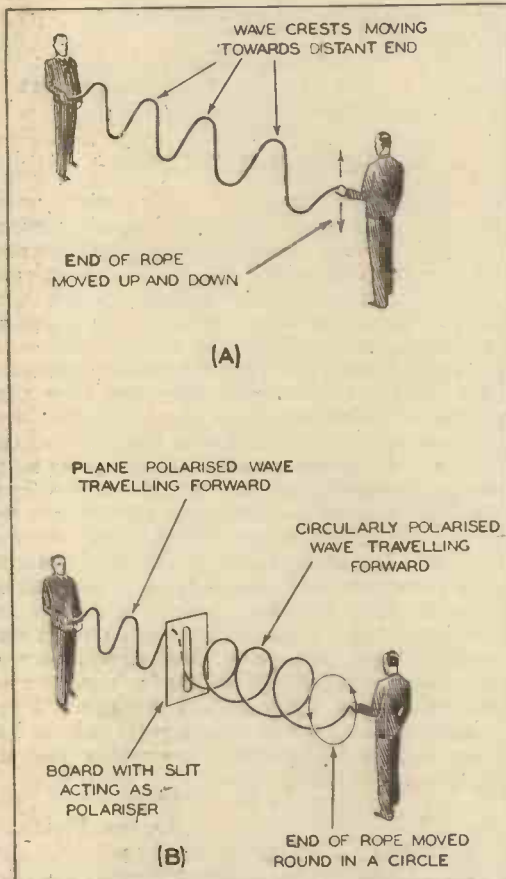 WAVE CRESTS MOVING
TOWARDS DISTANT END
END OF ROPE
MOVED UP AND DOWN
(A)
PLANE POLARISED WAVE
TRAVELLING FORWARD
CIRCULARLY POLARISED
WAVE TRAVELLING
FORWARD
BOARD WITH SLIT
ACTING AS
POLARISER
(B)
END OF ROPE MOVED
ROUND IN A CIRCLE